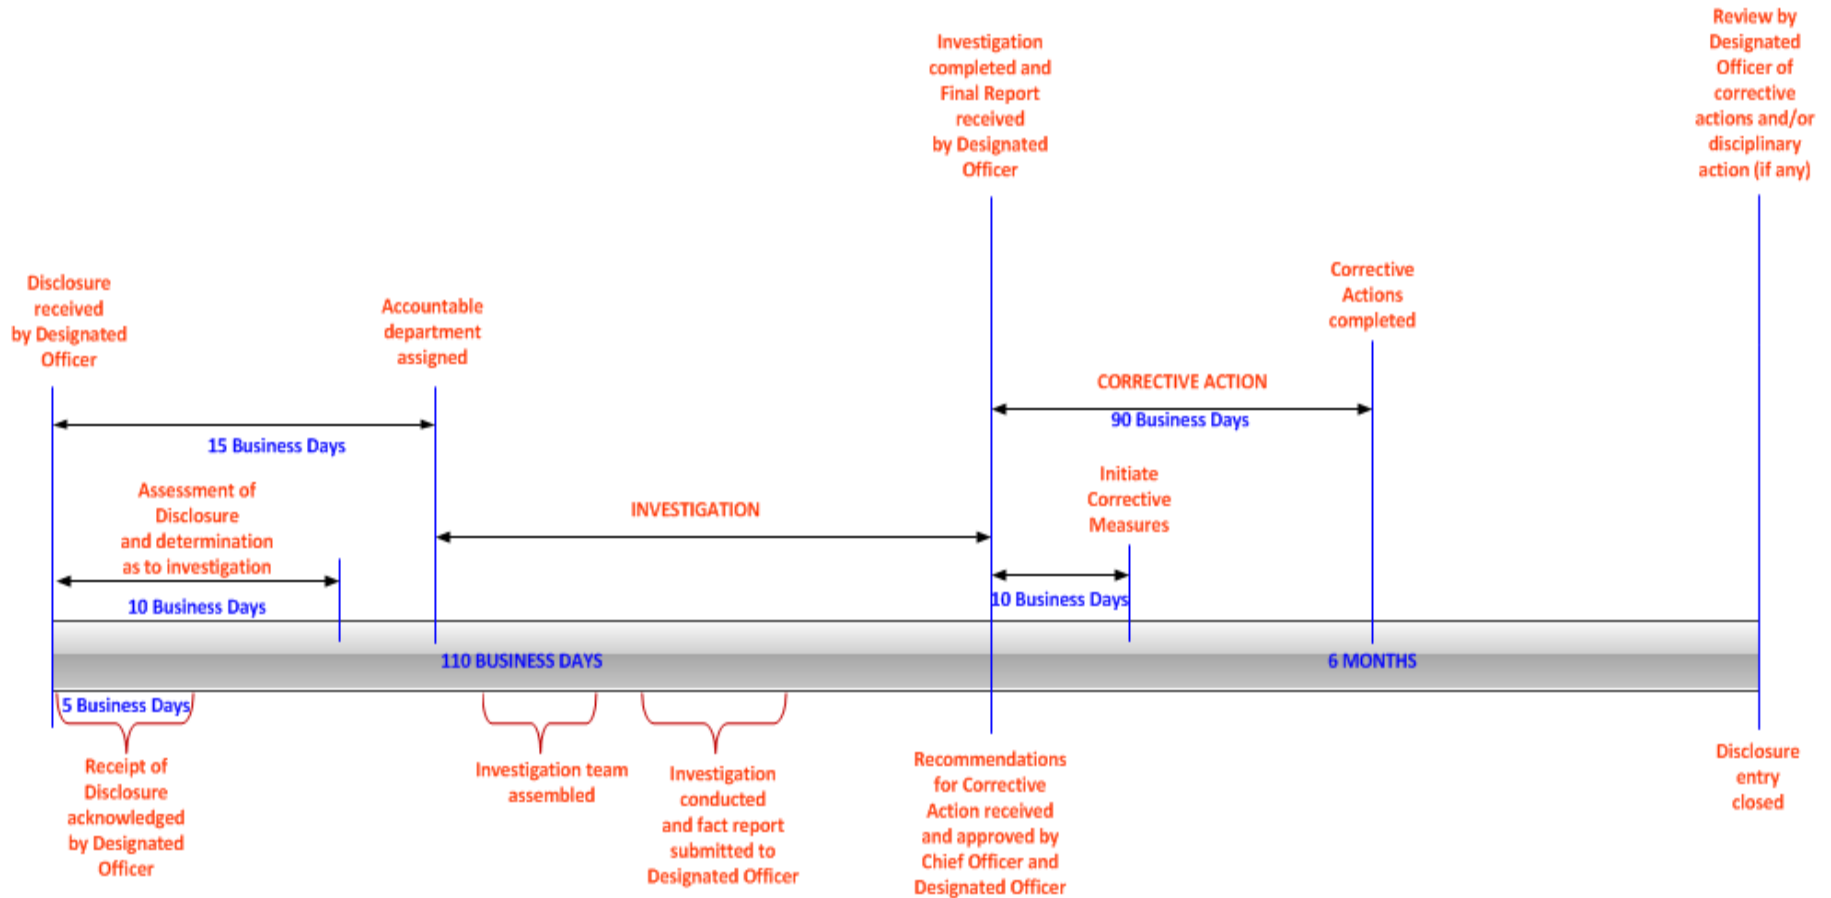 Disclosure
received
by Designated
Officer
15 Business Days
Assessment of
Disclosure
and determination
as to investigation
10 Business Days
5 Business Days
Receipt of
Disclosure
acknowledged
by Designated
Officer
Accountable
department
assigned
INVESTIGATION
110 BUSINESS DAYS
Investigation team
assembled
Investigation
conducted
and fact report
submitted to
Designated Officer
Investigation
completed and
Final Report
received
by Designated
Officer
CORRECTIVE ACTION
90 Business Days
Initiate
Corrective
Measures
10 Business Days
Recommendations
for Corrective
Action received
and approved by
Chief Officer and
Designated Officer
Corrective
Actions
completed
6 MONTHS
Review by
Designated
Officer of
corrective
actions and/or
disciplinary
action (if any)
Disclosure
entry
closed